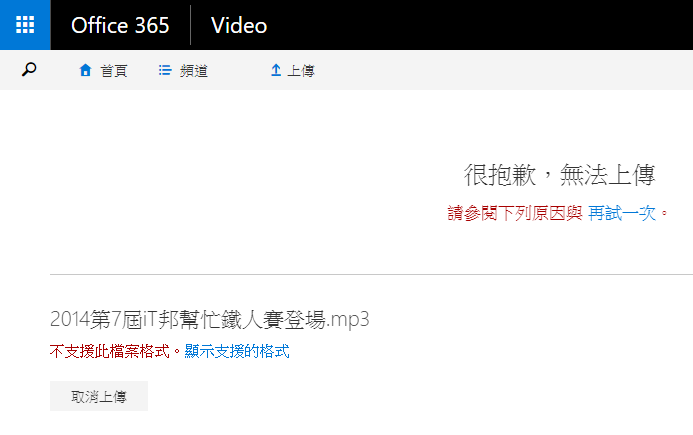 Office 365 Video
首頁 頻道 上傳
很抱歉，無法上傳
請參閱下列原因與 再試一次。
2014第7屆iT邦幫忙鐵人賽登場.mp3
不支援此檔案格式。顯示支援的格式
取消上傳